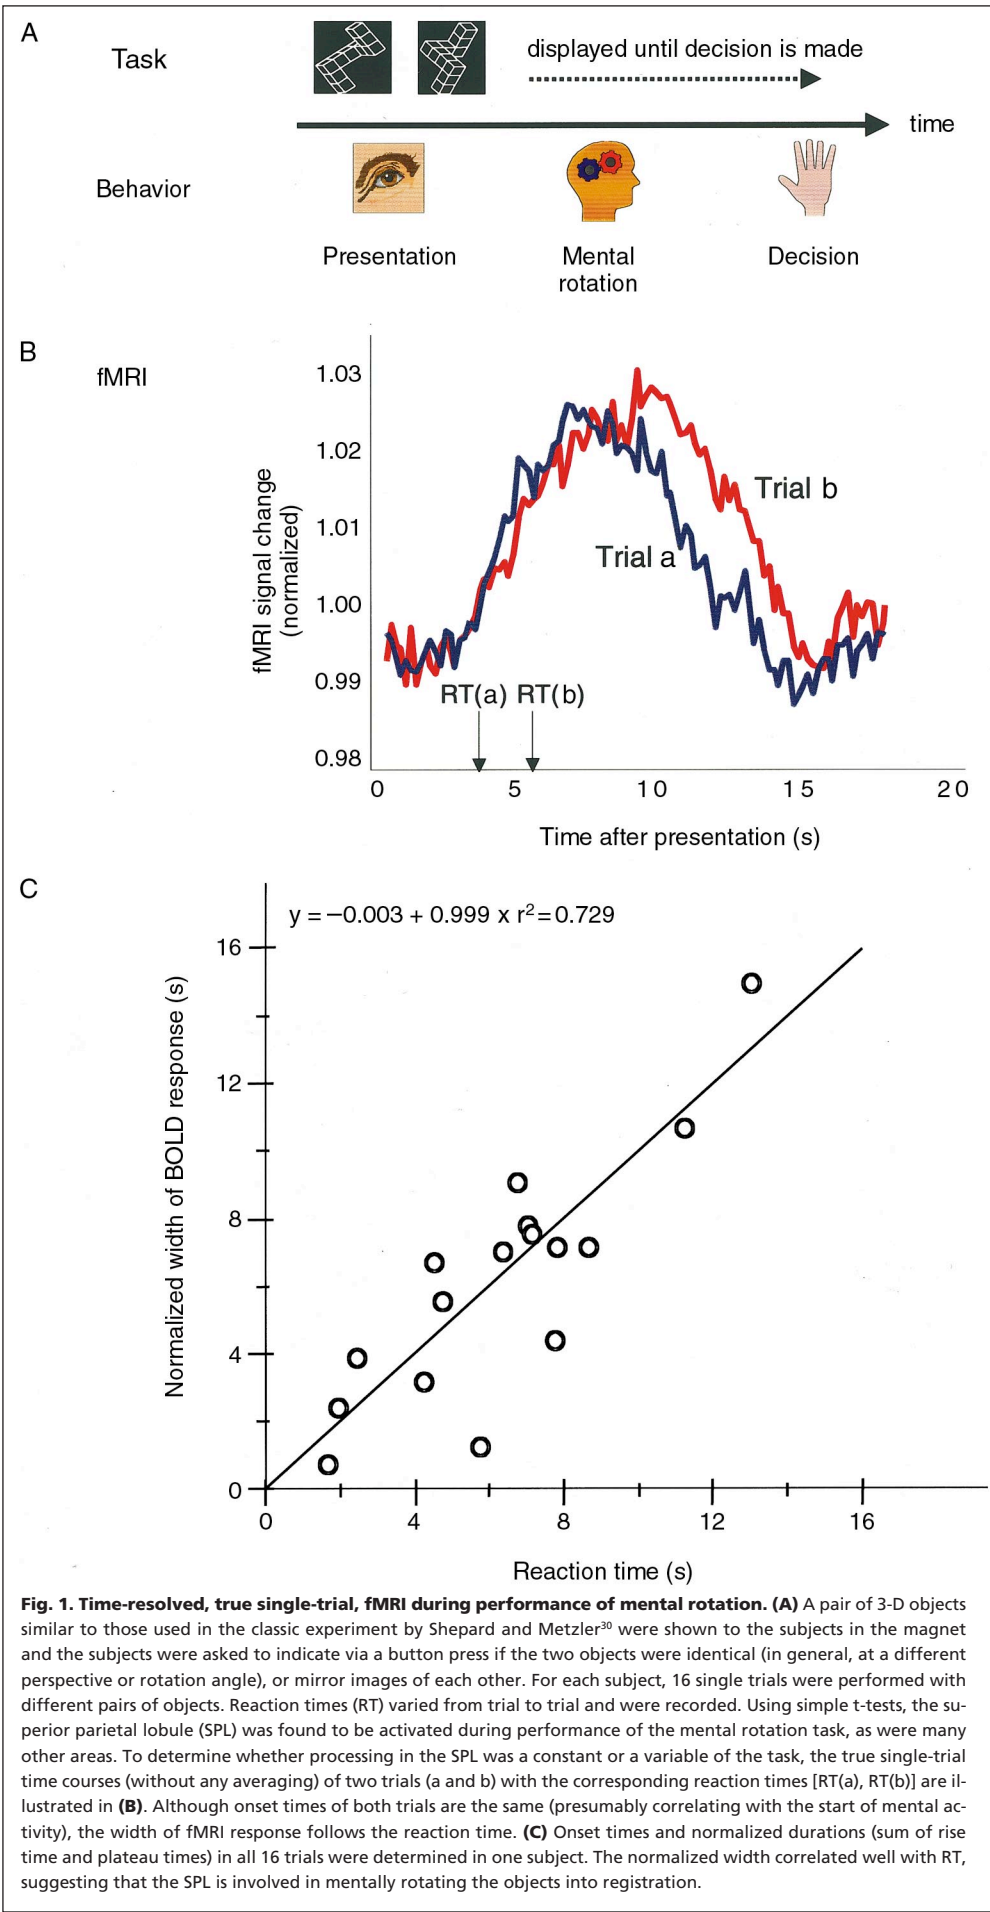 A
Task
displayed until decision is made
time
Behavior
Presentation
Mental
rotation
Decision
B
fMRI
fMRI signal change
(normalized)
1.03
1.02
1.01
1.00
0.99
0.98
Trial b
Trial a
RT(a) RT(b)
0 5 10 15 20
Time after presentation (s)
C
y = −0.003 + 0.999 x r²=0.729
Normalized width of BOLD response (s)
16
12
8
4
0
0 4 8 12 16
Reaction time (s)
Fig. 1. Time-resolved, true single-trial, fMRI during performance of mental rotation. (A) A pair of 3-D objects
similar to those used in the classic experiment by Shepard and Metzler³⁰ were shown to the subjects in the magnet
and the subjects were asked to indicate via a button press if the two objects were identical (in general, at a different
perspective or rotation angle), or mirror images of each other. For each subject, 16 single trials were performed with
different pairs of objects. Reaction times (RT) varied from trial to trial and were recorded. Using simple t-tests, the su-
perior parietal lobule (SPL) was found to be activated during performance of the mental rotation task, as were many
other areas. To determine whether processing in the SPL was a constant or a variable of the task, the true single-trial
time courses (without any averaging) of two trials (a and b) with the corresponding reaction times [RT(a), RT(b)] are il-
lustrated in (B). Although onset times of both trials are the same (presumably correlating with the start of mental ac-
tivity), the width of fMRI response follows the reaction time. (C) Onset times and normalized durations (sum of rise
time and plateau times) in all 16 trials were determined in one subject. The normalized width correlated well with RT,
suggesting that the SPL is involved in mentally rotating the objects into registration.